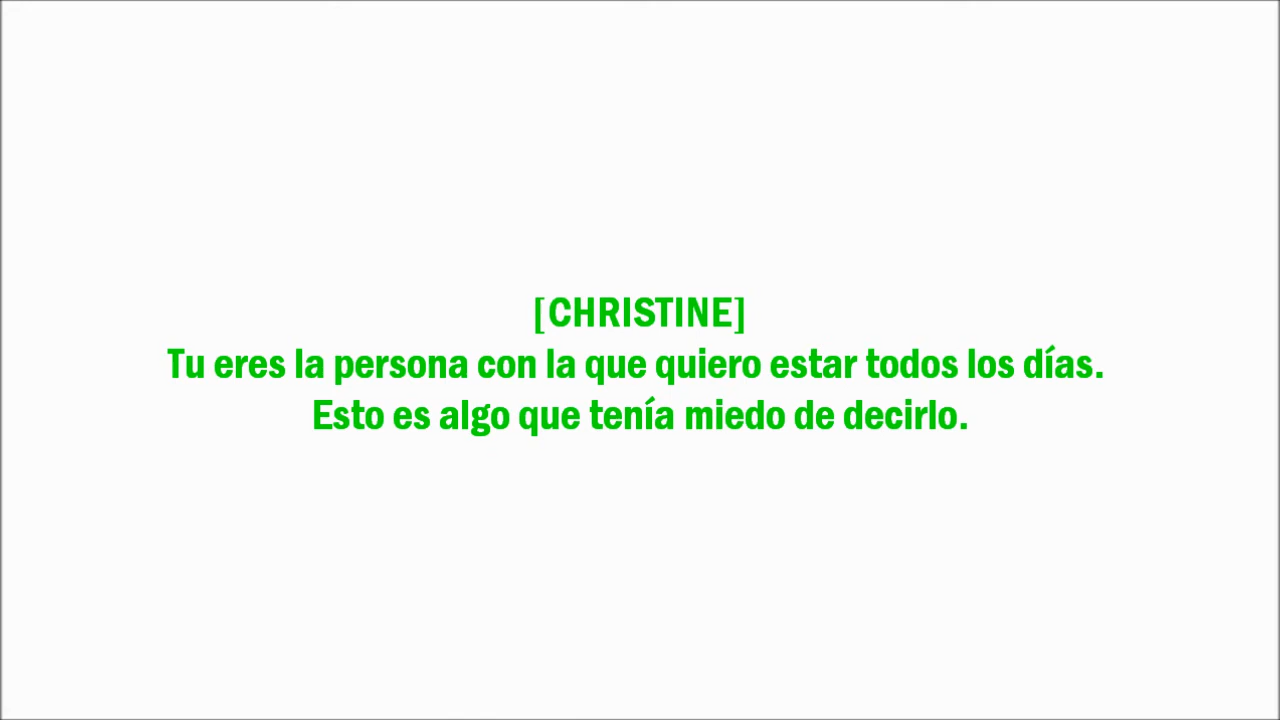 [CHRISTINE]
Tu eres la persona con la que quiero estar todos los días.
Esto es algo que tenía miedo de decirlo.